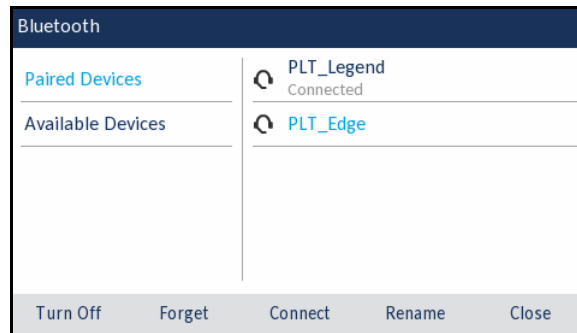 Bluetooth
Paired Devices
Available Devices
PLT_Legend
Connected
PLT_Edge
Turn Off Forget Connect Rename Close